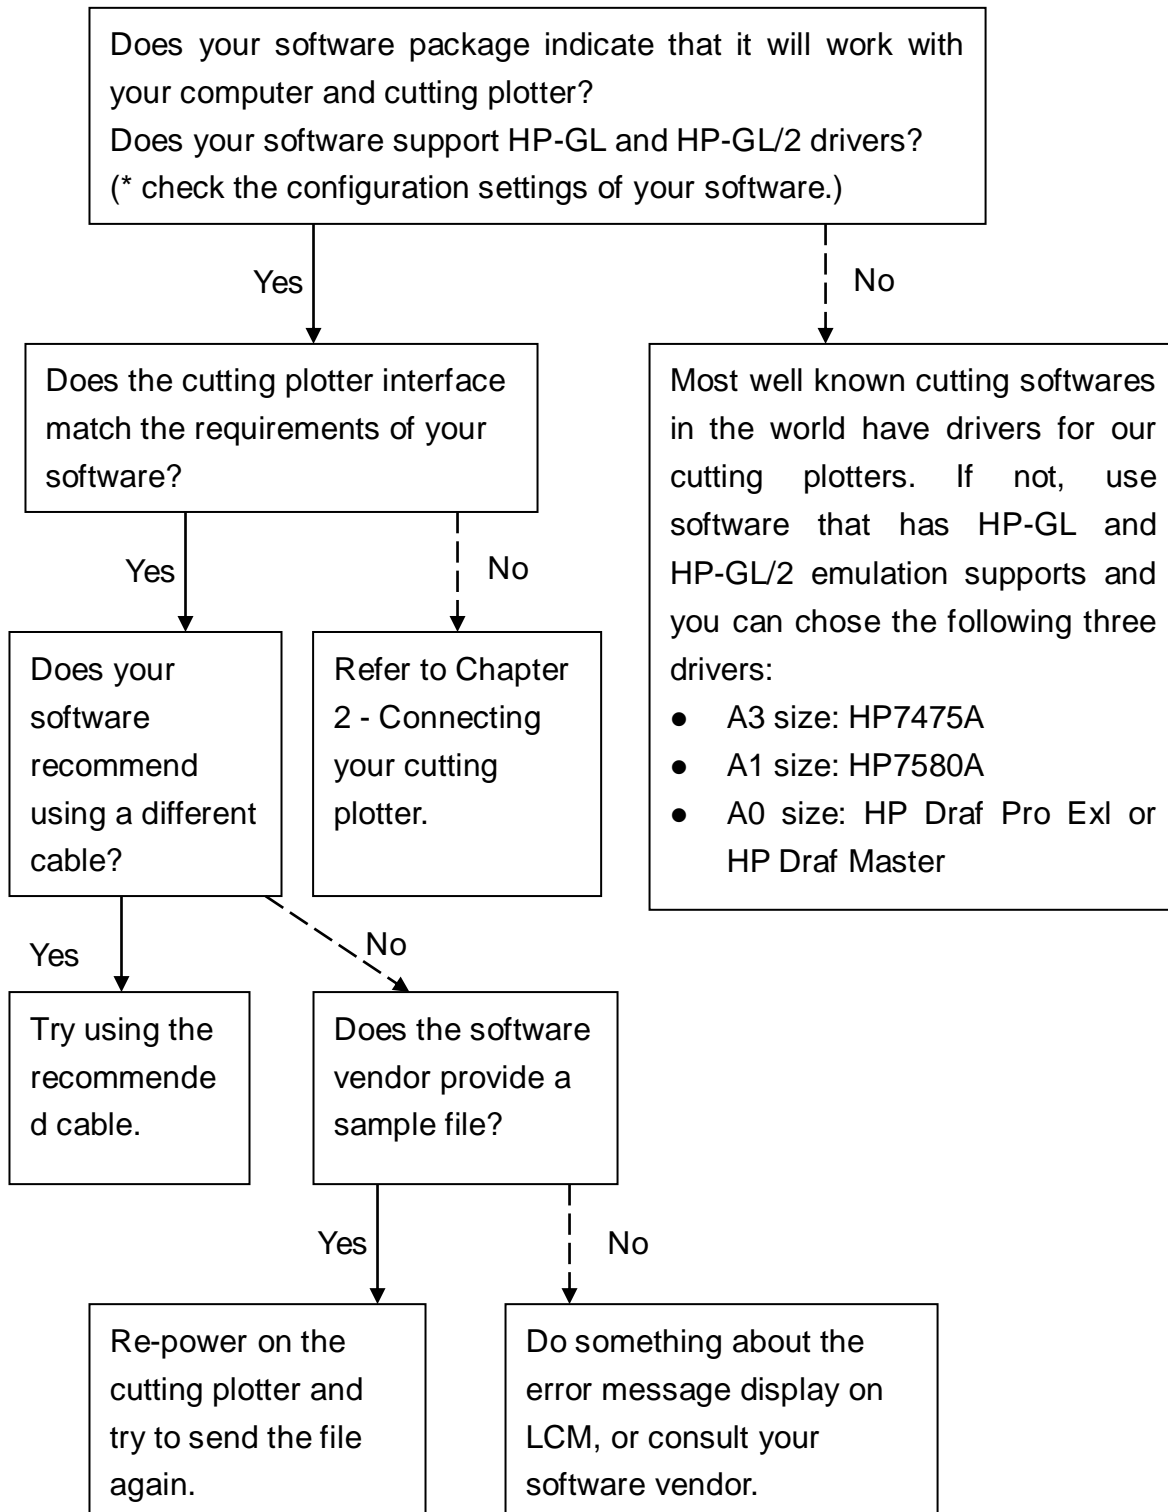 Does your software package indicate that it will work with
your computer and cutting plotter?
Does your software support HP-GL and HP-GL/2 drivers?
(* check the configuration settings of your software.)
Yes
No
Does the cutting plotter interface
match the requirements of your
software?
Most well known cutting softwares
in the world have drivers for our
cutting plotters. If not, use
software that has HP-GL and
HP-GL/2 emulation supports and
you can chose the following three
drivers:
● A3 size: HP7475A
● A1 size: HP7580A
● A0 size: HP Draf Pro Exl or
HP Draf Master
Yes
No
Does your
software
recommend
using a different
cable?
Refer to Chapter
2 - Connecting
your cutting
plotter.
Yes
No
Try using the
recommende
d cable.
Does the software
vendor provide a
sample file?
Yes
No
Re-power on the
cutting plotter and
try to send the file
again.
Do something about the
error message display on
LCM, or consult your
software vendor.